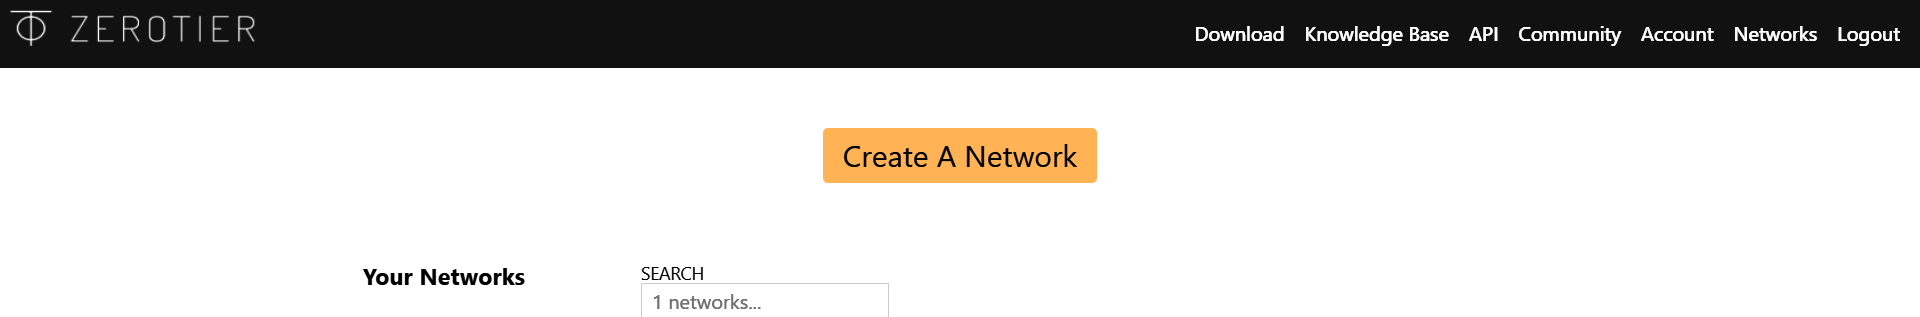 ZEROTIER
Download Knowledge Base API Community Account Networks Logout
Create A Network
Your Networks
SEARCH
1 networks...